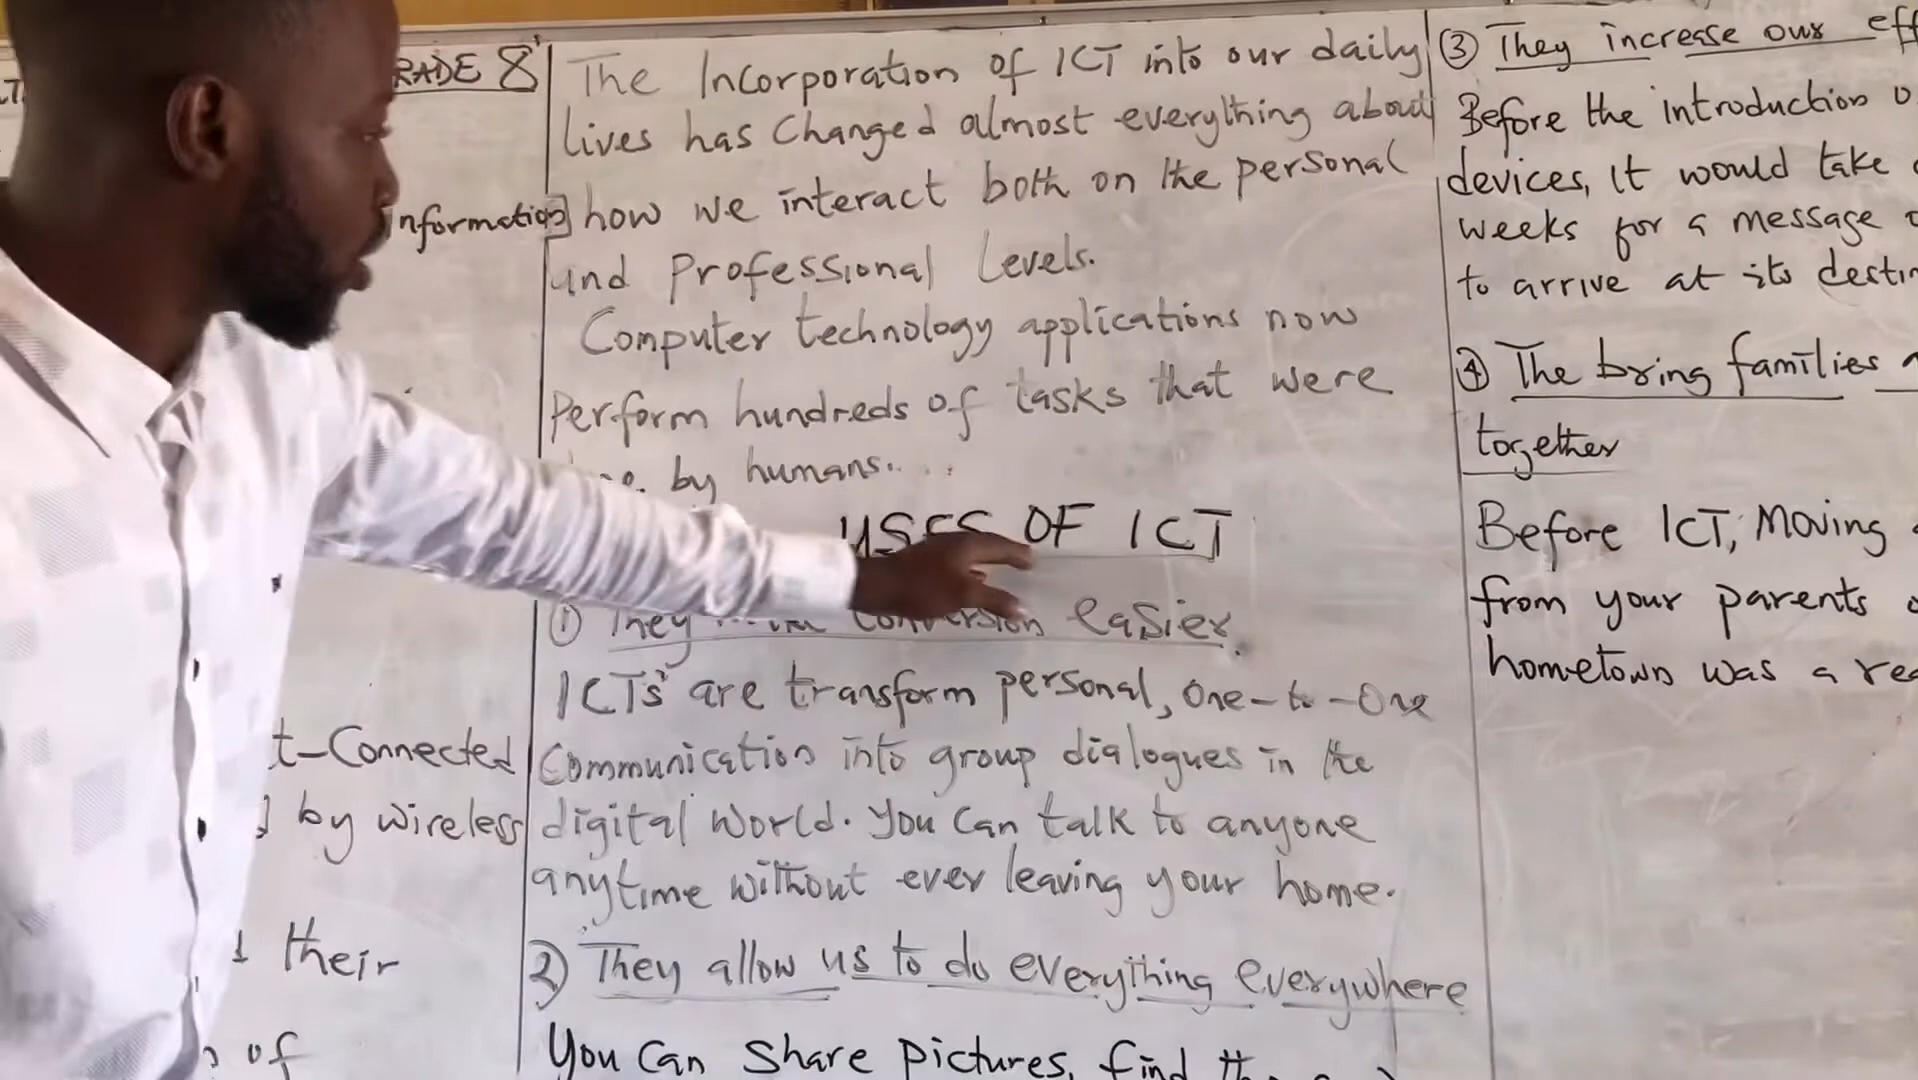 RADE 8
nformation]
t-Connected
by wireless
their
of
The Incorporation of ICT into our daily
lives has Changed almost everything about
how we interact both on the personal
and Professional Levels.
Computer technology applications now
Perform hundreds of tasks that were
by humans.
USES OF ICT
① They conversion easier.
ICTs' are transform personal, One-to-One
Communication into group dialogues in the
digital World. You Can talk to anyone
anytime without ever leaving your home.
2) They allow us to do everything everywhere
You Can Share Pictures, find
③ They increase our eff
Before the introduction o
devices, It would take
weeks for a message
to arrive at its destin
④ The bring families
together
Before ICT, Moving
from your parents
hometown was a rea